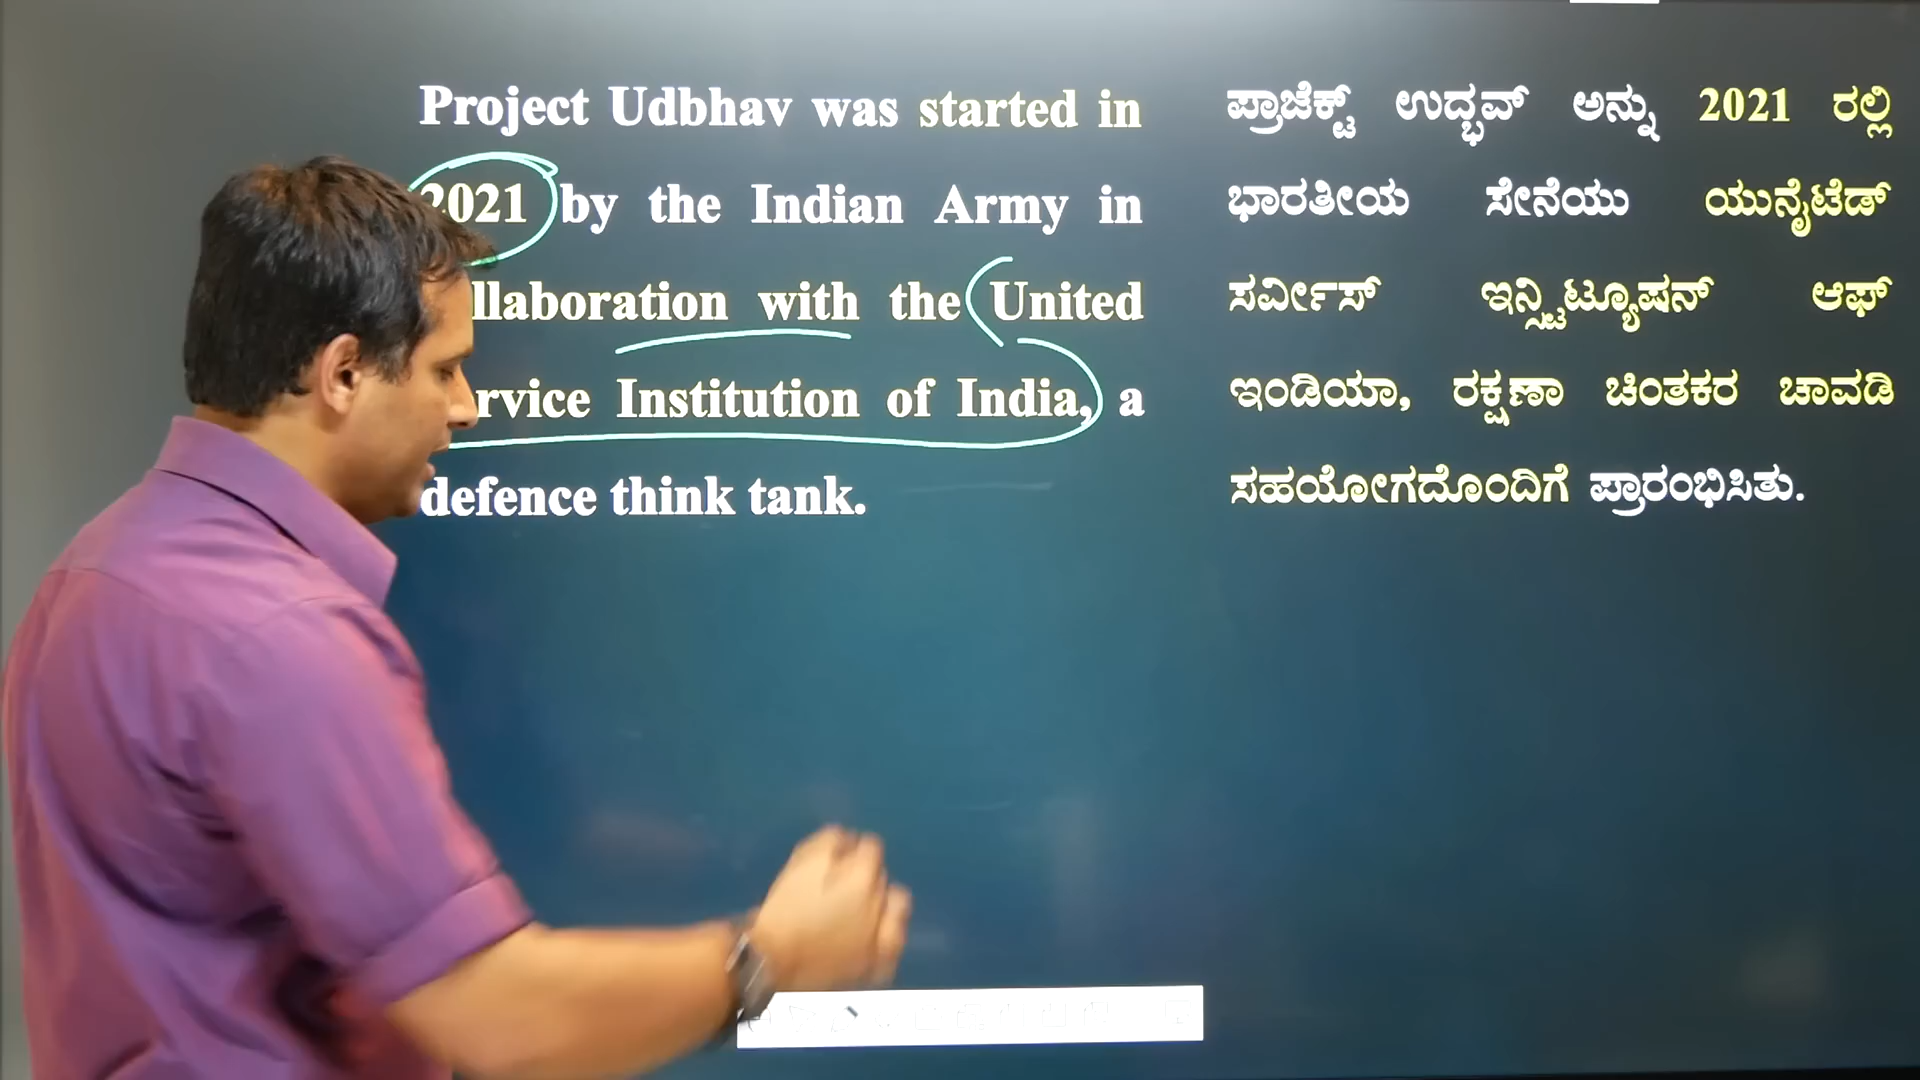 Project Udbhav was started in
2021 by the Indian Army in
llaboration with the United
rvice Institution of India, a
defence think tank.
ಪ್ರಾಜೆಕ್ಟ್ ಉದ್ಭವ್ ಅನ್ನು 2021 ರಲ್ಲಿ
ಭಾರತೀಯ ಸೇನೆಯು ಯುನೈಟೆಡ್
ಸರ್ವೀಸ್ ಇನ್ಸ್ಟಿಟ್ಯೂಷನ್ ಆಫ್
ಇಂಡಿಯಾ, ರಕ್ಷಣಾ ಚಿಂತಕರ ಚಾವಡಿ
ಸಹಯೋಗದೊಂದಿಗೆ ಪ್ರಾರಂಭಿಸಿತು.